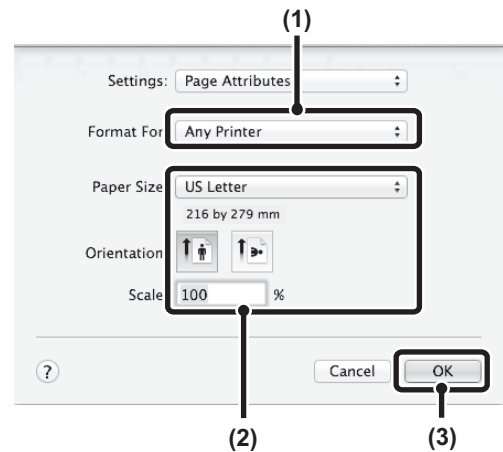 (1)
Settings: Page Attributes
Format For Any Printer
Paper Size US Letter
216 by 279 mm
Orientation
Scale 100 %
? Cancel OK
(2) (3)